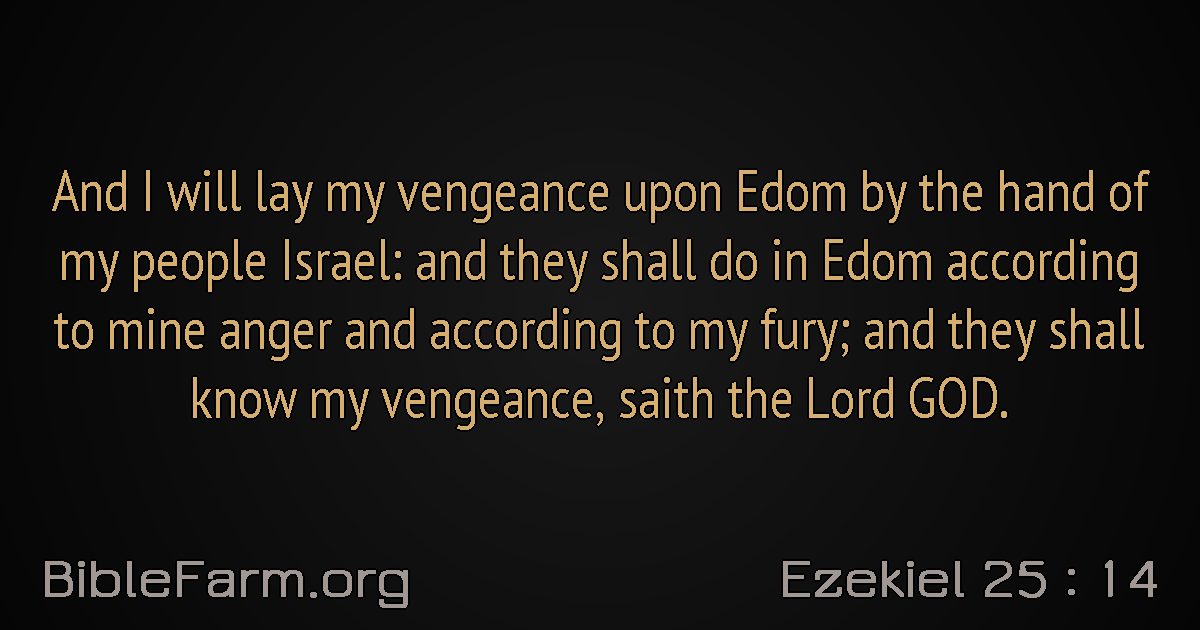 And I will lay my vengeance upon Edom by the hand of
my people Israel: and they shall do in Edom according
to mine anger and according to my fury; and they shall
know my vengeance, saith the Lord GOD.
BibleFarm.org
Ezekiel 25 : 14